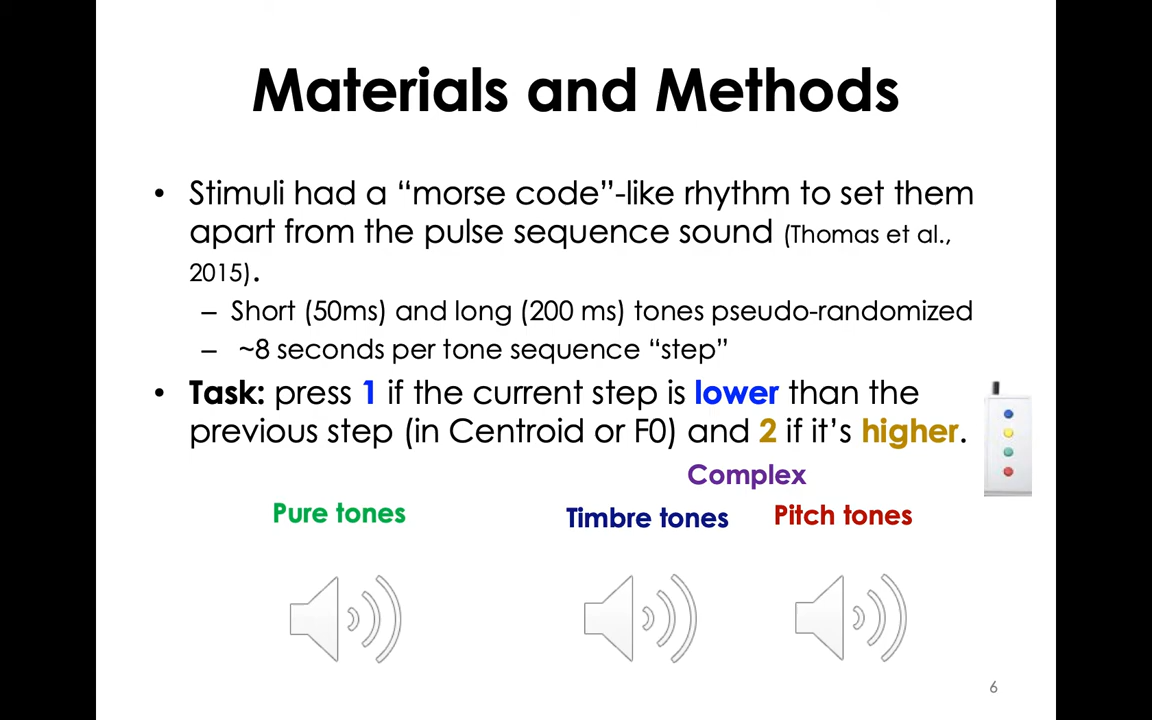 Materials and Methods
• Stimuli had a “morse code”-like rhythm to set them
apart from the pulse sequence sound (Thomas et al.,
2015).
– Short (50ms) and long (200 ms) tones pseudo-randomized
– ~8 seconds per tone sequence “step”
• Task: press 1 if the current step is lower than the
previous step (in Centroid or F0) and 2 if it’s higher.
Complex
Pure tones
Timbre tones
Pitch tones
6